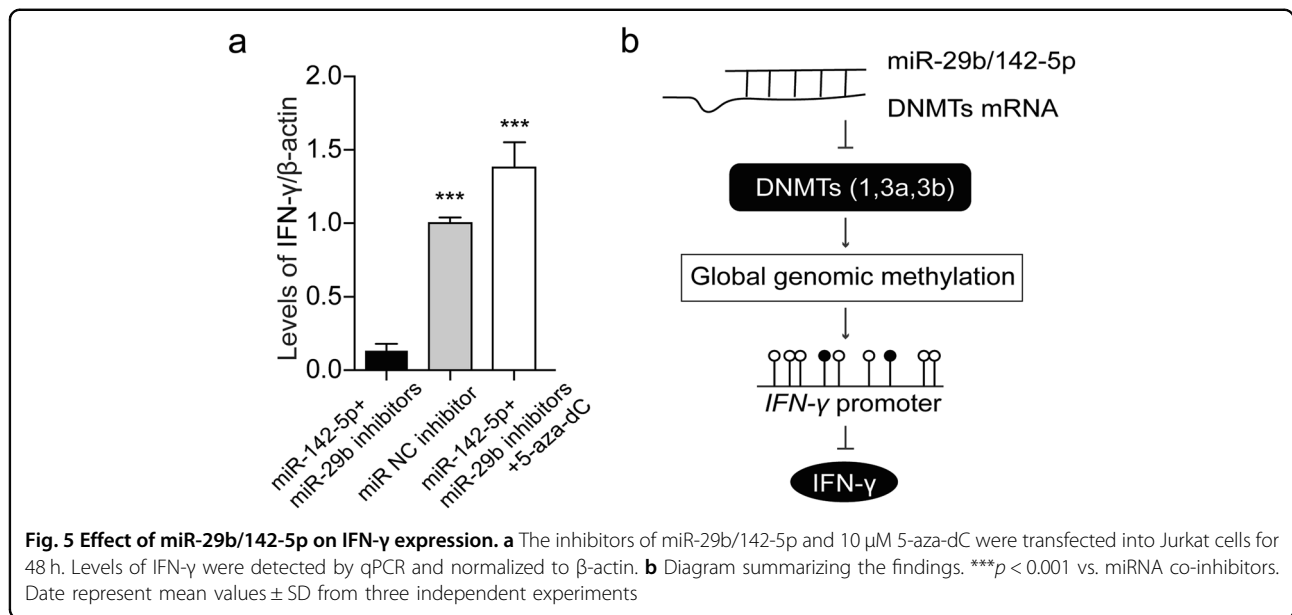 a
b
2.0
1.5
1.0
0.5
0.0
Levels of IFN-γ/β-actin
***
***
miR-142-5p+
miR-29b inhibitors
miR NC inhibitor
miR-142-5p+
miR-29b inhibitors
+5-aza-dC
miR-29b/142-5p
DNMTs mRNA
DNMTs (1,3a,3b)
Global genomic methylation
IFN-γ promoter
IFN-γ
Fig. 5 Effect of miR-29b/142-5p on IFN-γ expression. a The inhibitors of miR-29b/142-5p and 10 μM 5-aza-dC were transfected into Jurkat cells for
48 h. Levels of IFN-γ were detected by qPCR and normalized to β-actin. b Diagram summarizing the findings. ***p < 0.001 vs. miRNA co-inhibitors.
Date represent mean values ± SD from three independent experiments